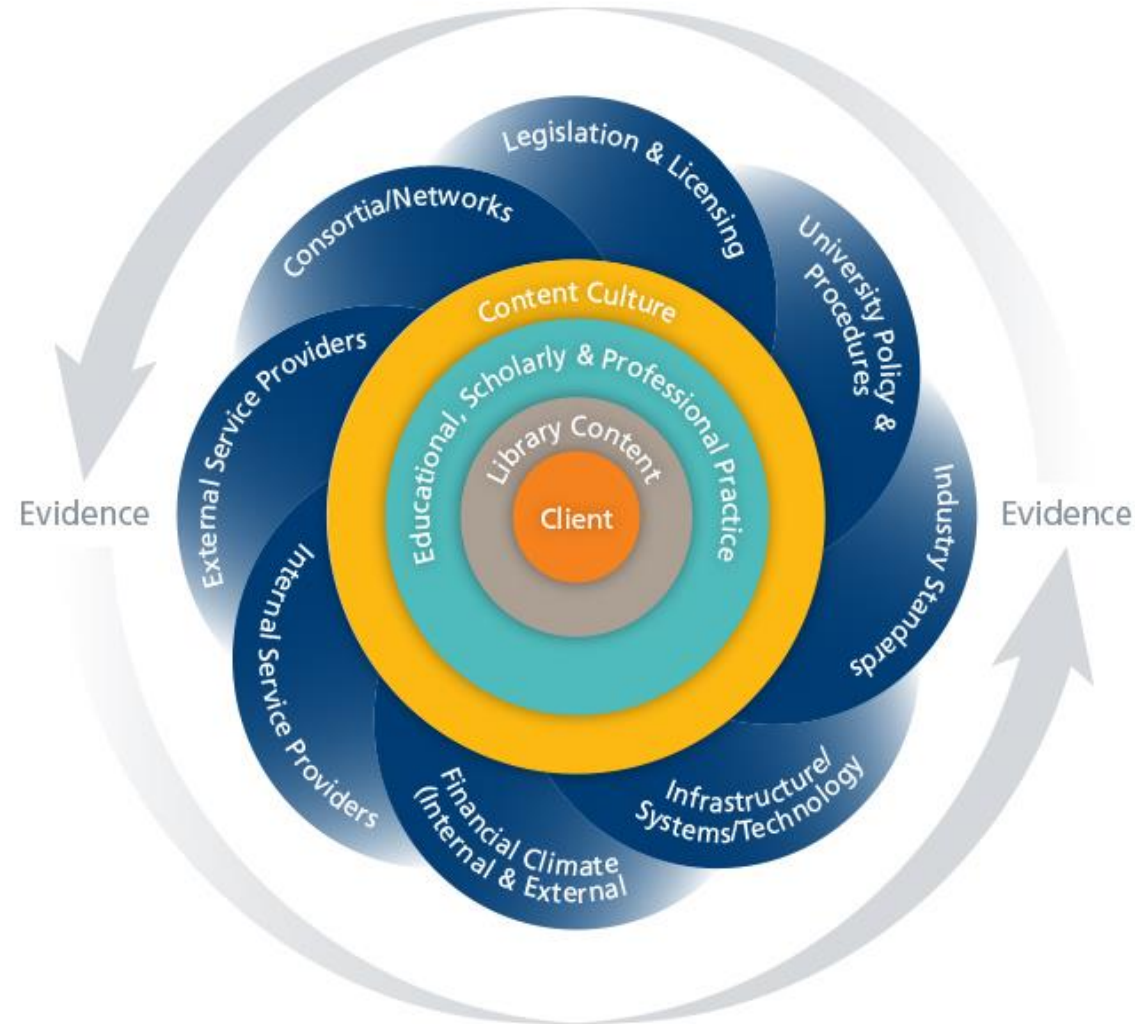 Legislation & Licensing
University Policy &
Procedures
Industry Standards
Infrastructure/
Systems/Technology
Financial Climate
(Internal & External
Internal Service Providers
External Service Providers
Consortia/Networks
Content Culture
Educational, Scholarly & Professional Practice
Library Content
Client
Evidence
Evidence